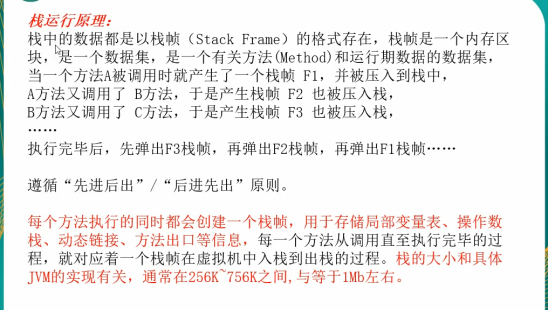 栈运行原理：
栈中的数据都是以栈帧（Stack Frame）的格式存在，栈帧是一个内存区
块，是一个数据集，是一个有关方法(Method)和运行期数据的数据集，
当一个方法A被调用时就产生了一个栈帧 F1，并被压入到栈中，
A方法又调用了 B方法，于是产生栈帧 F2 也被压入栈，
B方法又调用了 C方法，于是产生栈帧 F3 也被压入栈，
……
执行完毕后，先弹出F3栈帧，再弹出F2栈帧，再弹出F1栈帧……
遵循“先进后出”/“后进先出”原则。
每个方法执行的同时都会创建一个栈帧，用于存储局部变量表、操作数
栈、动态链接、方法出口等信息，每一个方法从调用直至执行完毕的过
程，就对应着一个栈帧在虚拟机中入栈到出栈的过程。栈的大小和具体
JVM的实现有关，通常在256K~756K之间,与等于1Mb左右。